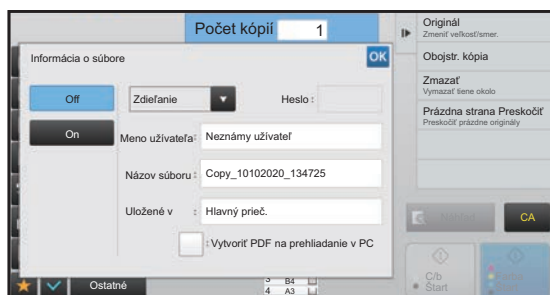 Počet kópií 1
Informácia o súbore
OK
Off
Zdieľanie
Heslo :
On
Meno užívateľa: Neznámy užívateľ
Názov súboru : Copy_10102020_134725
Uložené v : Hlavný prieč.
: Vytvoriť PDF na prehliadanie v PC
Ostatné
3 B4
4 A3
Originál
Zmeniť veľkosť/smer.
Obojstr. kópia
Zmazať
Vymazať tiene okolo
Prázdna strana Preskočiť
Preskočiť prázdne originály
CA
C/b
Štart